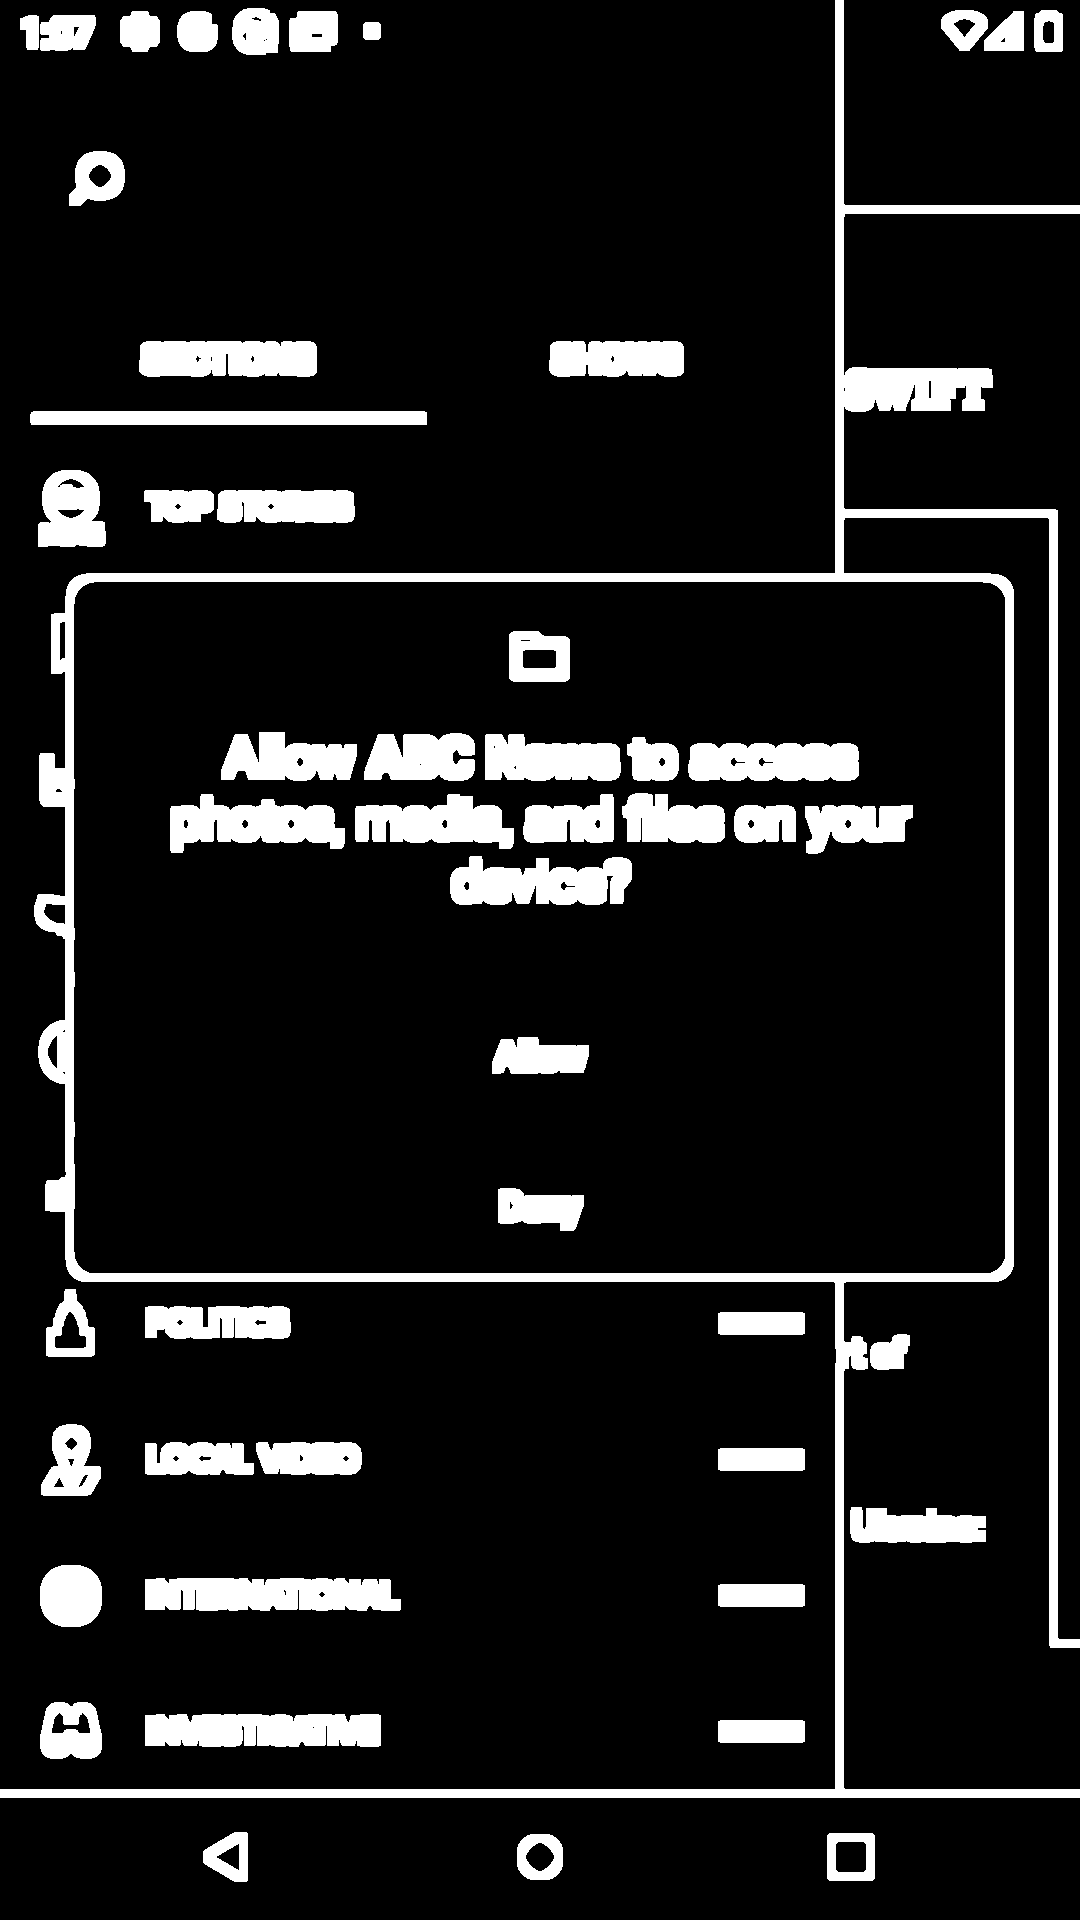 1:07
SECTIONS SHOWS
SWIFT
TOP STORIES
Allow ABC News to access
photos, media, and files on your
device?
Allow
Deny
POLITICS
rt of
LOCAL VIDEO
Ukraine:
INTERNATIONAL
INVESTIGATIVE